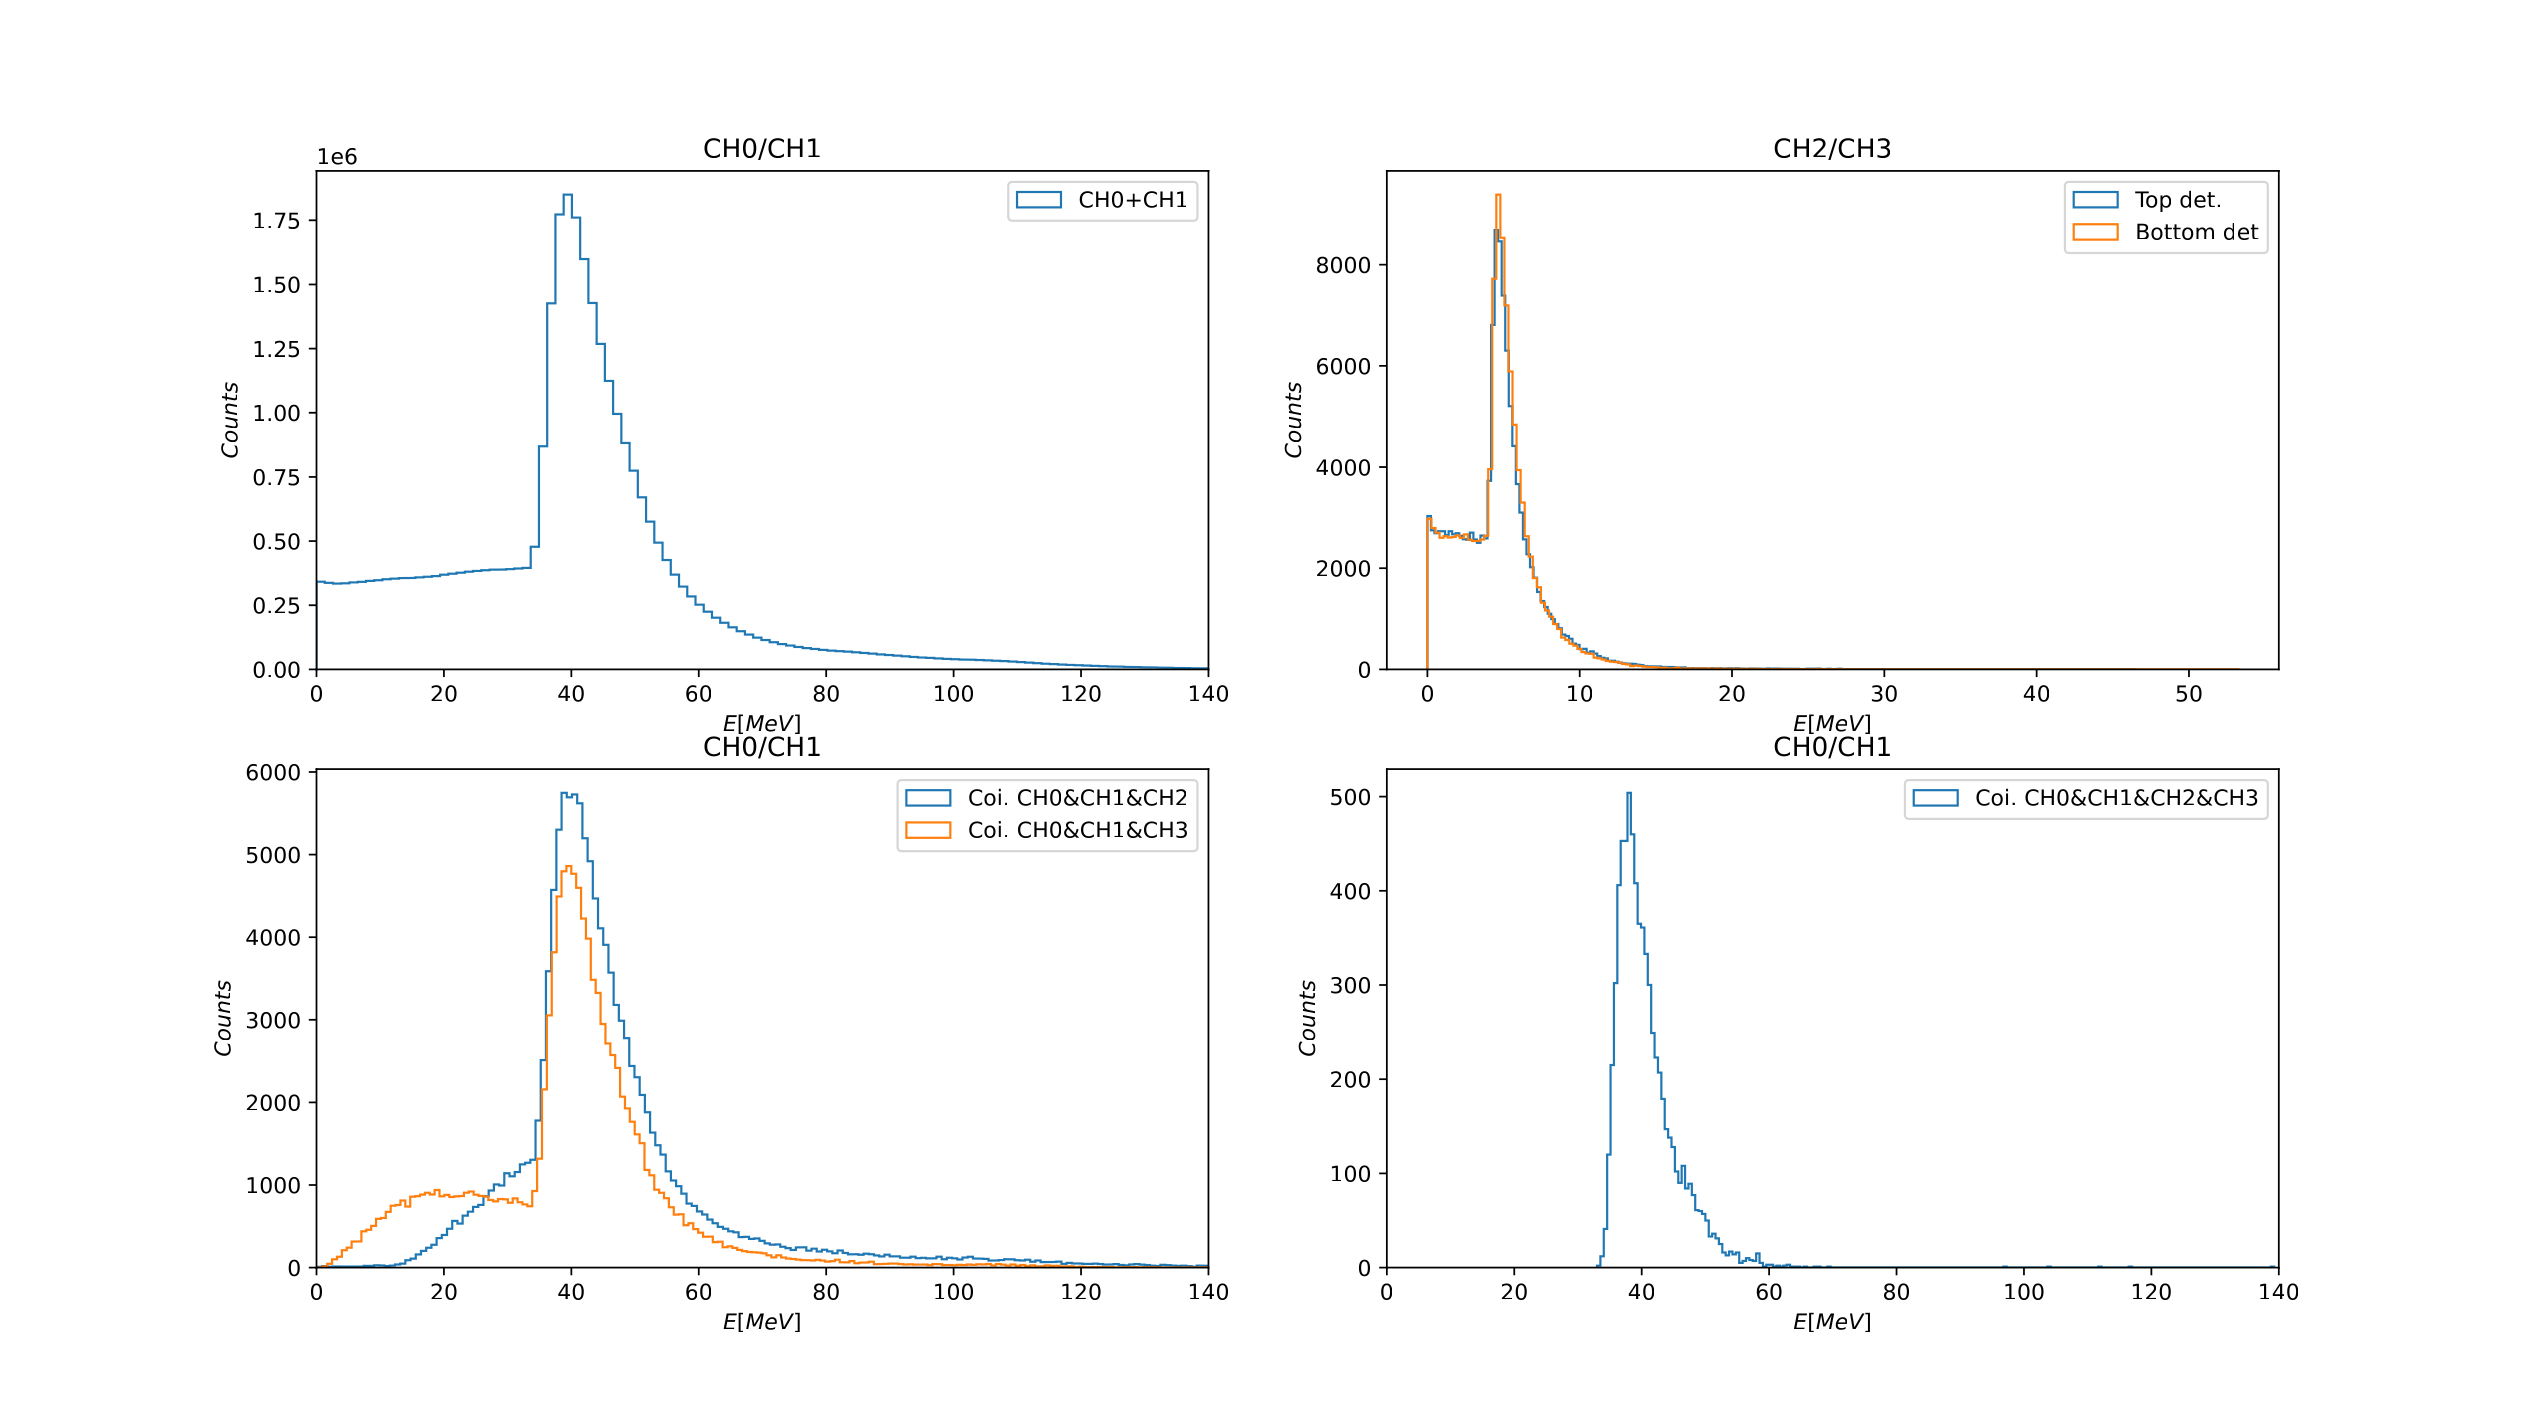 CH0/CH1
1e6
CH0+CH1
1.75
1.50
1.25
1.00
0.75
0.50
0.25
0.00
Counts
0 20 40 60 80 100 120 140
E[MeV]
CH2/CH3
Top det.
Bottom det
8000
6000
4000
2000
0
Counts
0 10 20 30 40 50
E[MeV]
CH0/CH1
Coi. CH0&CH1&CH2
Coi. CH0&CH1&CH3
6000
5000
4000
3000
2000
1000
0
Counts
0 20 40 60 80 100 120 140
E[MeV]
CH0/CH1
Coi. CH0&CH1&CH2&CH3
500
400
300
200
100
0
Counts
0 20 40 60 80 100 120 140
E[MeV]